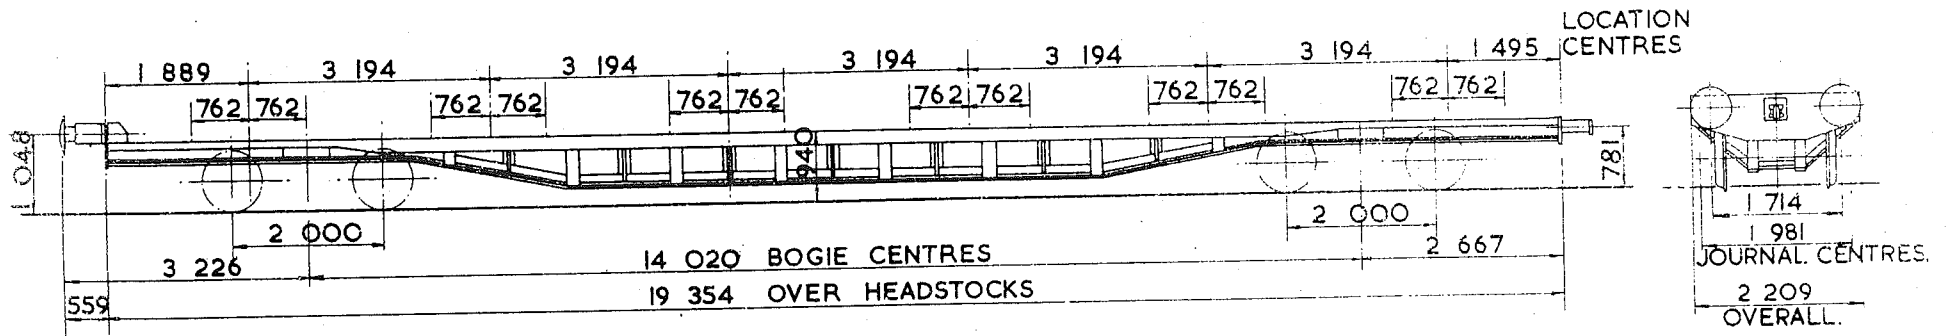 LOCATION
CENTRES
1 889 3 194 3 194 3 194 3 194 3 194 1 495
762 762 762 762 762 762 762 762 762 762 762 762
1 048
940
781
2 000
2 000
1 714
1 981
JOURNAL CENTRES.
3 226
14 020 BOGIE CENTRES
2 667
559
19 354 OVER HEADSTOCKS
2 209
OVERALL.